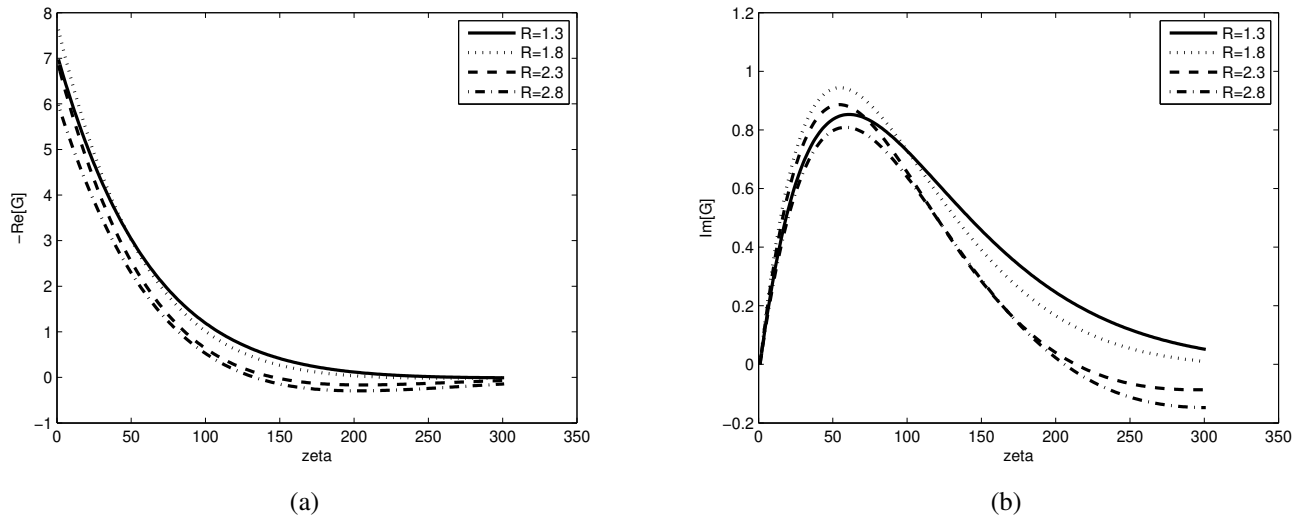 8
7
6
5
4
3
2
1
0
−1
0 50 100 150 200 250 300 350
zeta
−Re[G]
R=1.3
R=1.8
R=2.3
R=2.8
(a)
1.2
1
0.8
0.6
0.4
0.2
0
−0.2
0 50 100 150 200 250 300 350
zeta
Im[G]
R=1.3
R=1.8
R=2.3
R=2.8
(b)